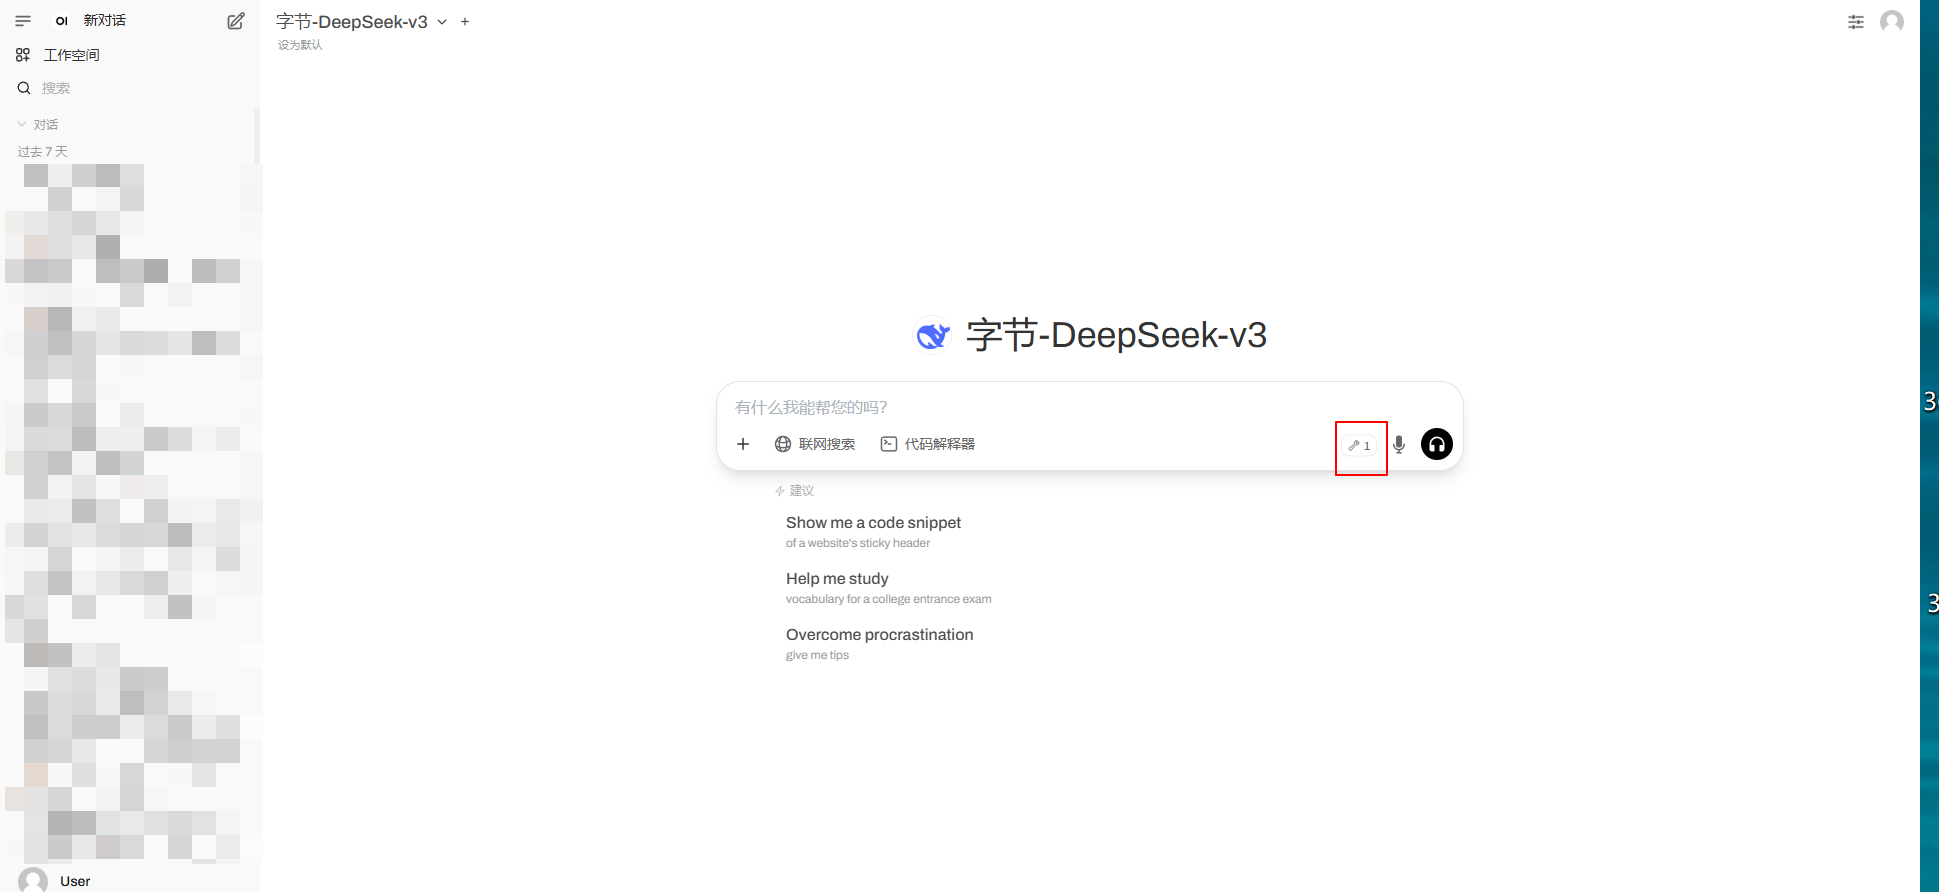 OI 新对话
工作空间
搜索
对话
过去 7 天
User
字节-DeepSeek-v3
设为默认
字节-DeepSeek-v3
有什么我能帮您的吗?
联网搜索
代码解释器
1
建议
Show me a code snippet
of a website's sticky header
Help me study
vocabulary for a college entrance exam
Overcome procrastination
give me tips
3